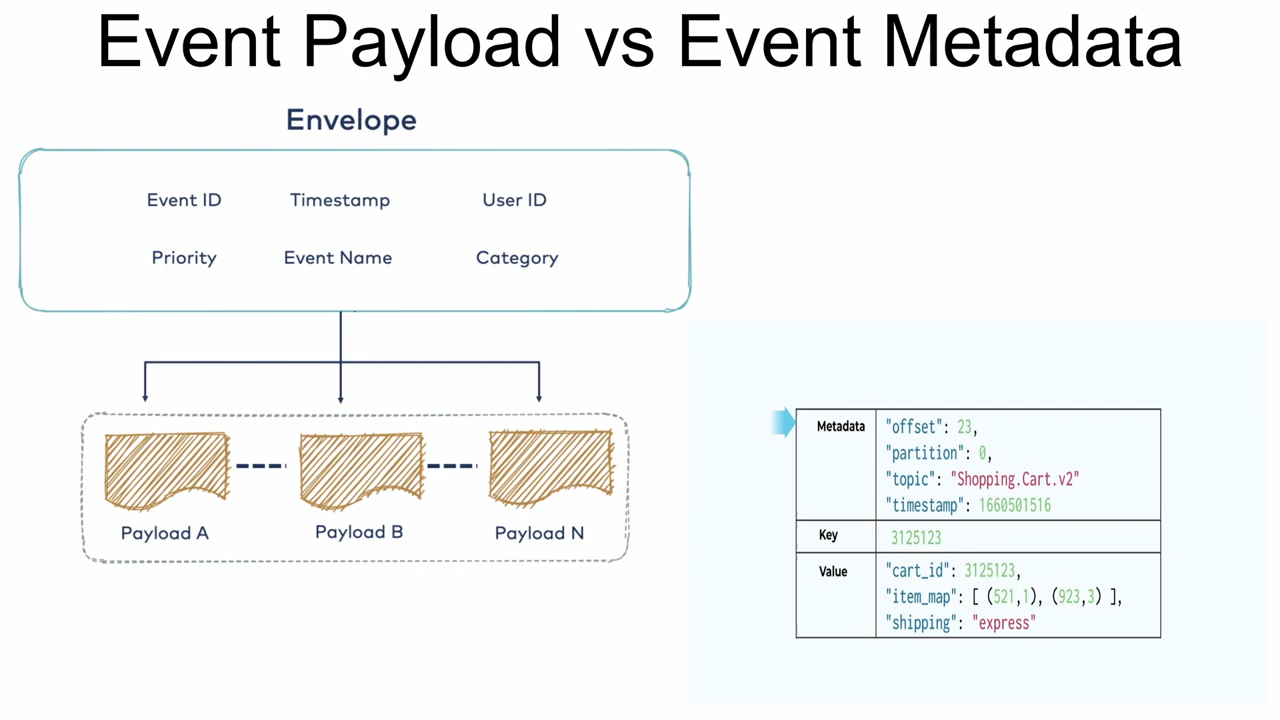 Event Payload vs Event Metadata
Envelope
Event ID Timestamp User ID
Priority Event Name Category
Payload A Payload B Payload N
Metadata "offset": 23,
"partition": 0,
"topic": "Shopping.Cart.v2"
"timestamp": 1660501516
Key 3125123
Value "cart_id": 3125123,
"item_map": [ (521,1), (923,3) ],
"shipping": "express"